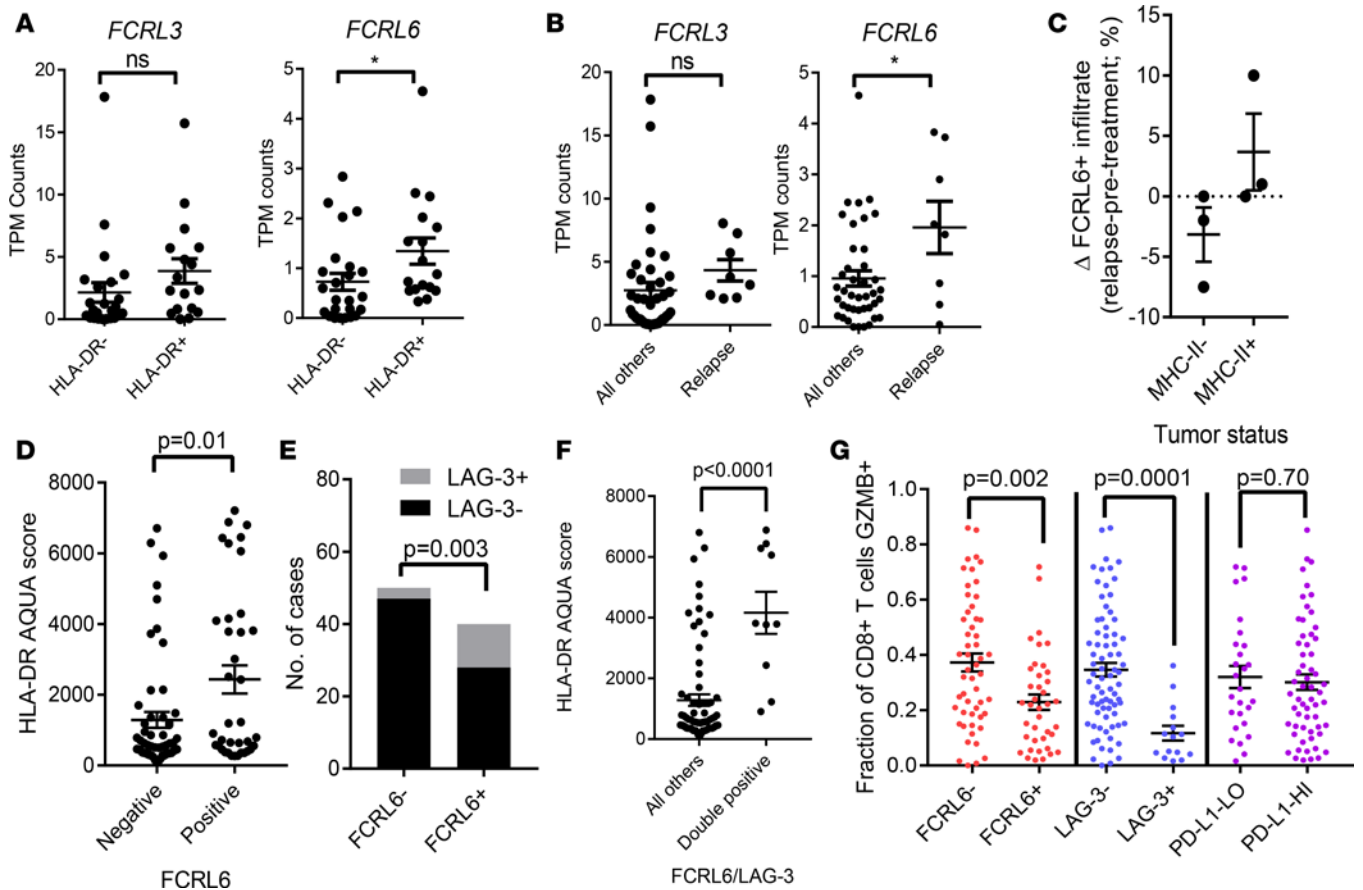 A
FCRL3
ns
TPM Counts
20
15
10
5
0
HLA-DR-
HLA-DR+
FCRL6
*
TPM counts
5
4
3
2
1
0
HLA-DR-
HLA-DR+
B
FCRL3
ns
TPM counts
20
15
10
5
0
All others
Relapse
FCRL6
*
TPM counts
5
4
3
2
1
0
All others
Relapse
C
Δ FCRL6+ infiltrate
(relapse-pre-treatment; %)
15
10
5
0
-5
-10
MHC-II-
MHC-II+
Tumor status
D
p=0.01
HLA-DR AQUA score
8000
6000
4000
2000
0
Negative
Positive
FCRL6
E
LAG-3+
LAG-3-
p=0.003
No. of cases
80
60
40
20
0
FCRL6-
FCRL6+
F
p<0.0001
HLA-DR AQUA score
8000
6000
4000
2000
0
All others
Double positive
FCRL6/LAG-3
G
p=0.002
p=0.0001
p=0.70
Fraction of CD8+ T cells GZMB+
1.0
0.8
0.6
0.4
0.2
0.0
FCRL6-
FCRL6+
LAG-3-
LAG-3+
PD-L1-LO
PD-L1-HI